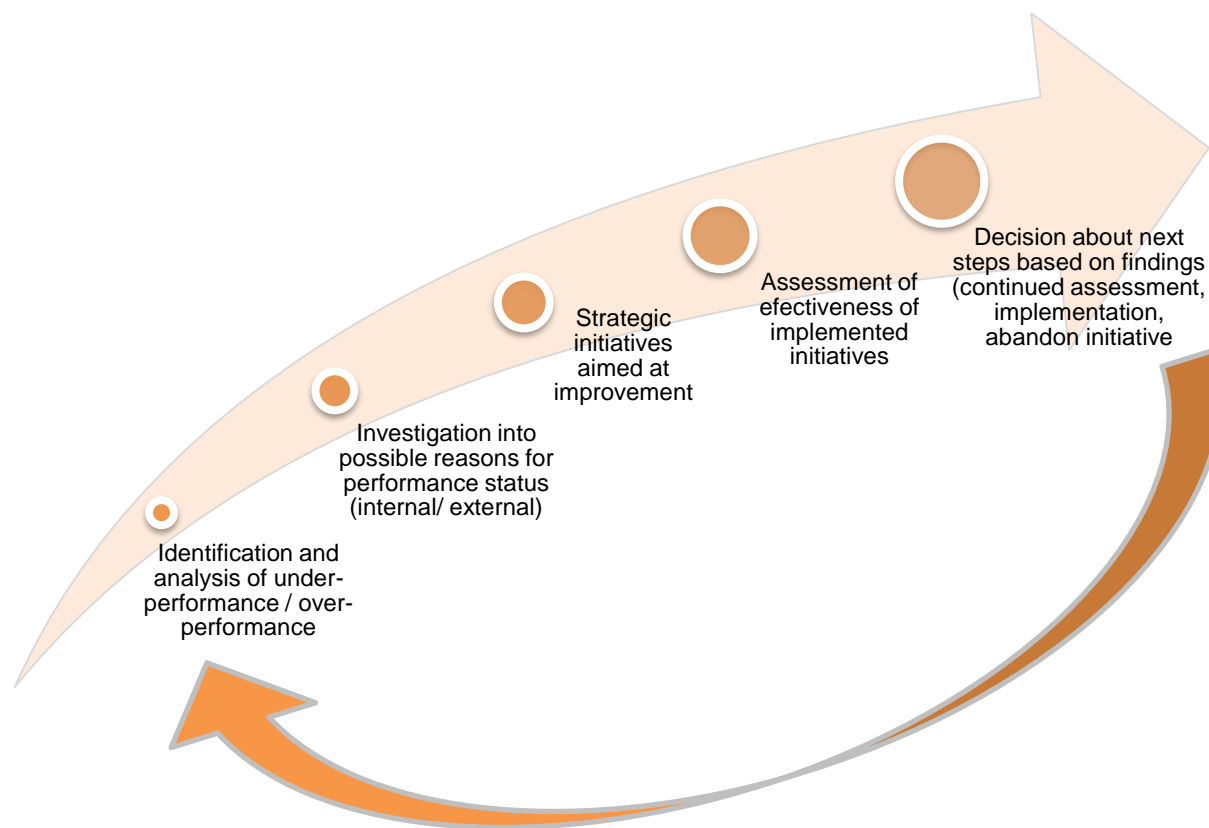 Identification and
analysis of under-
performance / over-
performance
Investigation into
possible reasons for
performance status
(internal/ external)
Strategic
initiatives
aimed at
improvement
Assessment of
efectiveness of
implemented
initiatives
Decision about next
steps based on findings
(continued assessment,
implementation,
abandon initiative